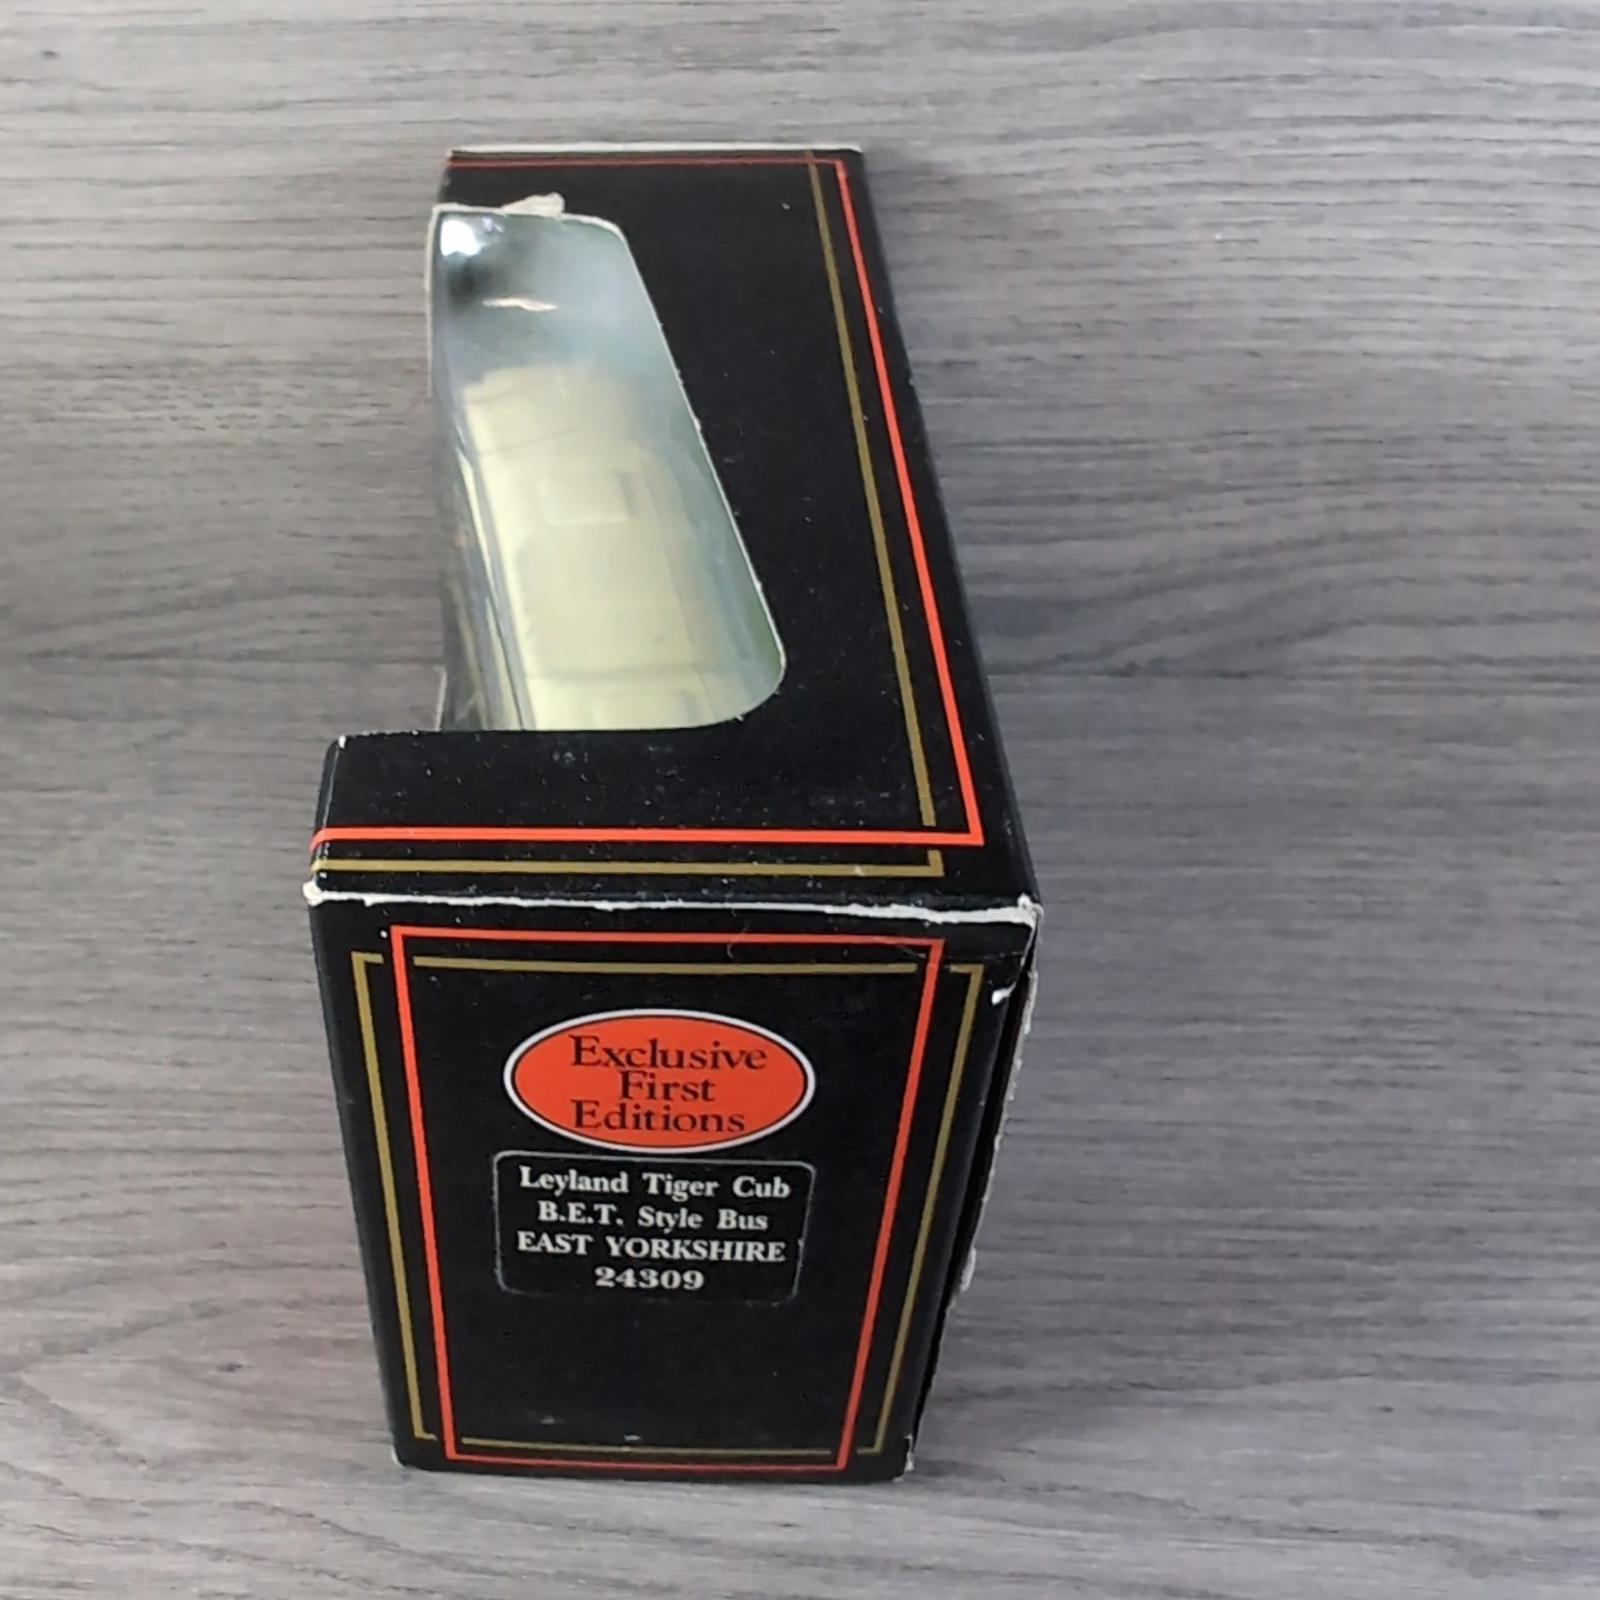 Exclusive
First
Editions
Leyland Tiger Cub
B.E.T. Style Bus
EAST YORKSHIRE
24309